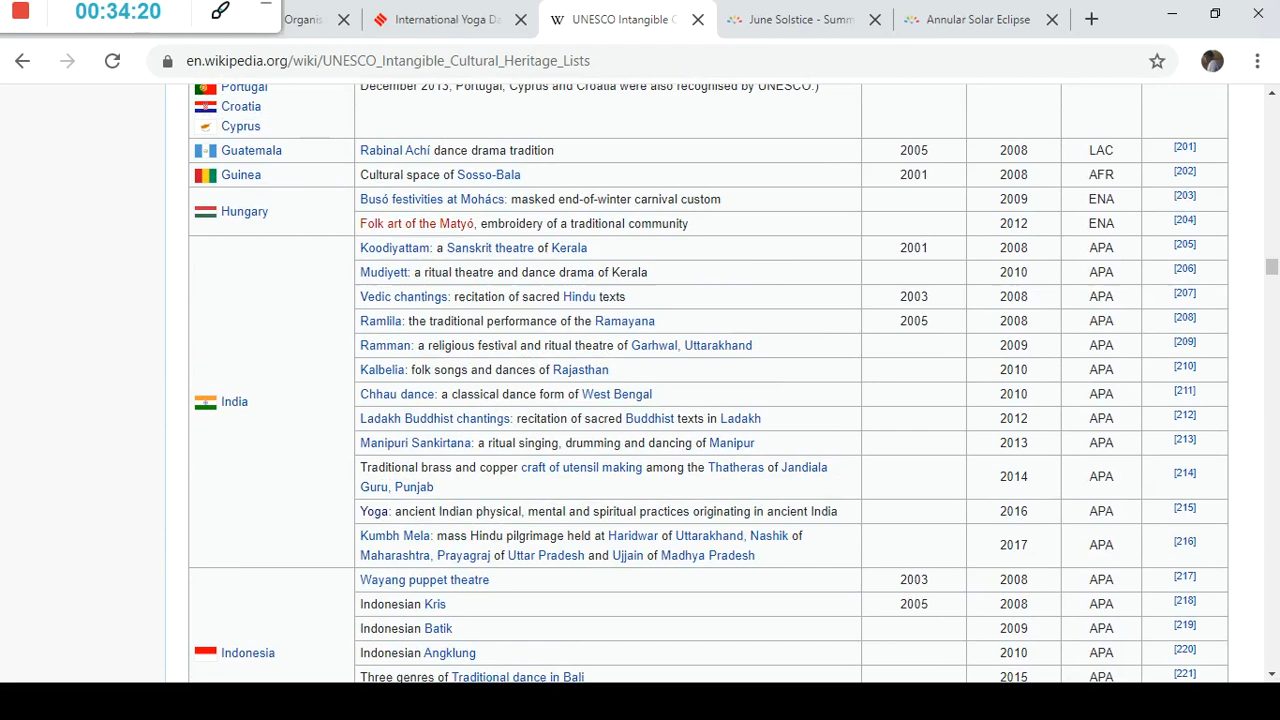 00:34:20
Organis
International Yoga Da
UNESCO Intangible C
June Solstice - Summ
Annular Solar Eclipse
en.wikipedia.org/wiki/UNESCO_Intangible_Cultural_Heritage_Lists
Portugal December 2013, Portugal, Cyprus and Croatia were also recognised by UNESCO.)
Croatia
Cyprus
Guatemala Rabinal Achí dance drama tradition 2005 2008 LAC [201]
Guinea Cultural space of Sosso-Bala 2001 2008 AFR [202]
Hungary
Busó festivities at Mohács: masked end-of-winter carnival custom 2009 ENA [203]
Folk art of the Matyó, embroidery of a traditional community 2012 ENA [204]
India
Koodiyattam: a Sanskrit theatre of Kerala 2001 2008 APA [205]
Mudiyett: a ritual theatre and dance drama of Kerala 2010 APA [206]
Vedic chantings: recitation of sacred Hindu texts 2003 2008 APA [207]
Ramlila: the traditional performance of the Ramayana 2005 2008 APA [208]
Ramman: a religious festival and ritual theatre of Garhwal, Uttarakhand 2009 APA [209]
Kalbelia: folk songs and dances of Rajasthan 2010 APA [210]
Chhau dance: a classical dance form of West Bengal 2010 APA [211]
Ladakh Buddhist chantings: recitation of sacred Buddhist texts in Ladakh 2012 APA [212]
Manipuri Sankirtana: a ritual singing, drumming and dancing of Manipur 2013 APA [213]
Traditional brass and copper craft of utensil making among the Thatheras of Jandiala
Guru, Punjab 2014 APA [214]
Yoga: ancient Indian physical, mental and spiritual practices originating in ancient India 2016 APA [215]
Kumbh Mela: mass Hindu pilgrimage held at Haridwar of Uttarakhand, Nashik of
Maharashtra, Prayagraj of Uttar Pradesh and Ujjain of Madhya Pradesh 2017 APA [216]
Indonesia
Wayang puppet theatre 2003 2008 APA [217]
Indonesian Kris 2005 2008 APA [218]
Indonesian Batik 2009 APA [219]
Indonesian Angklung 2010 APA [220]
Three genres of Traditional dance in Bali 2015 APA [221]